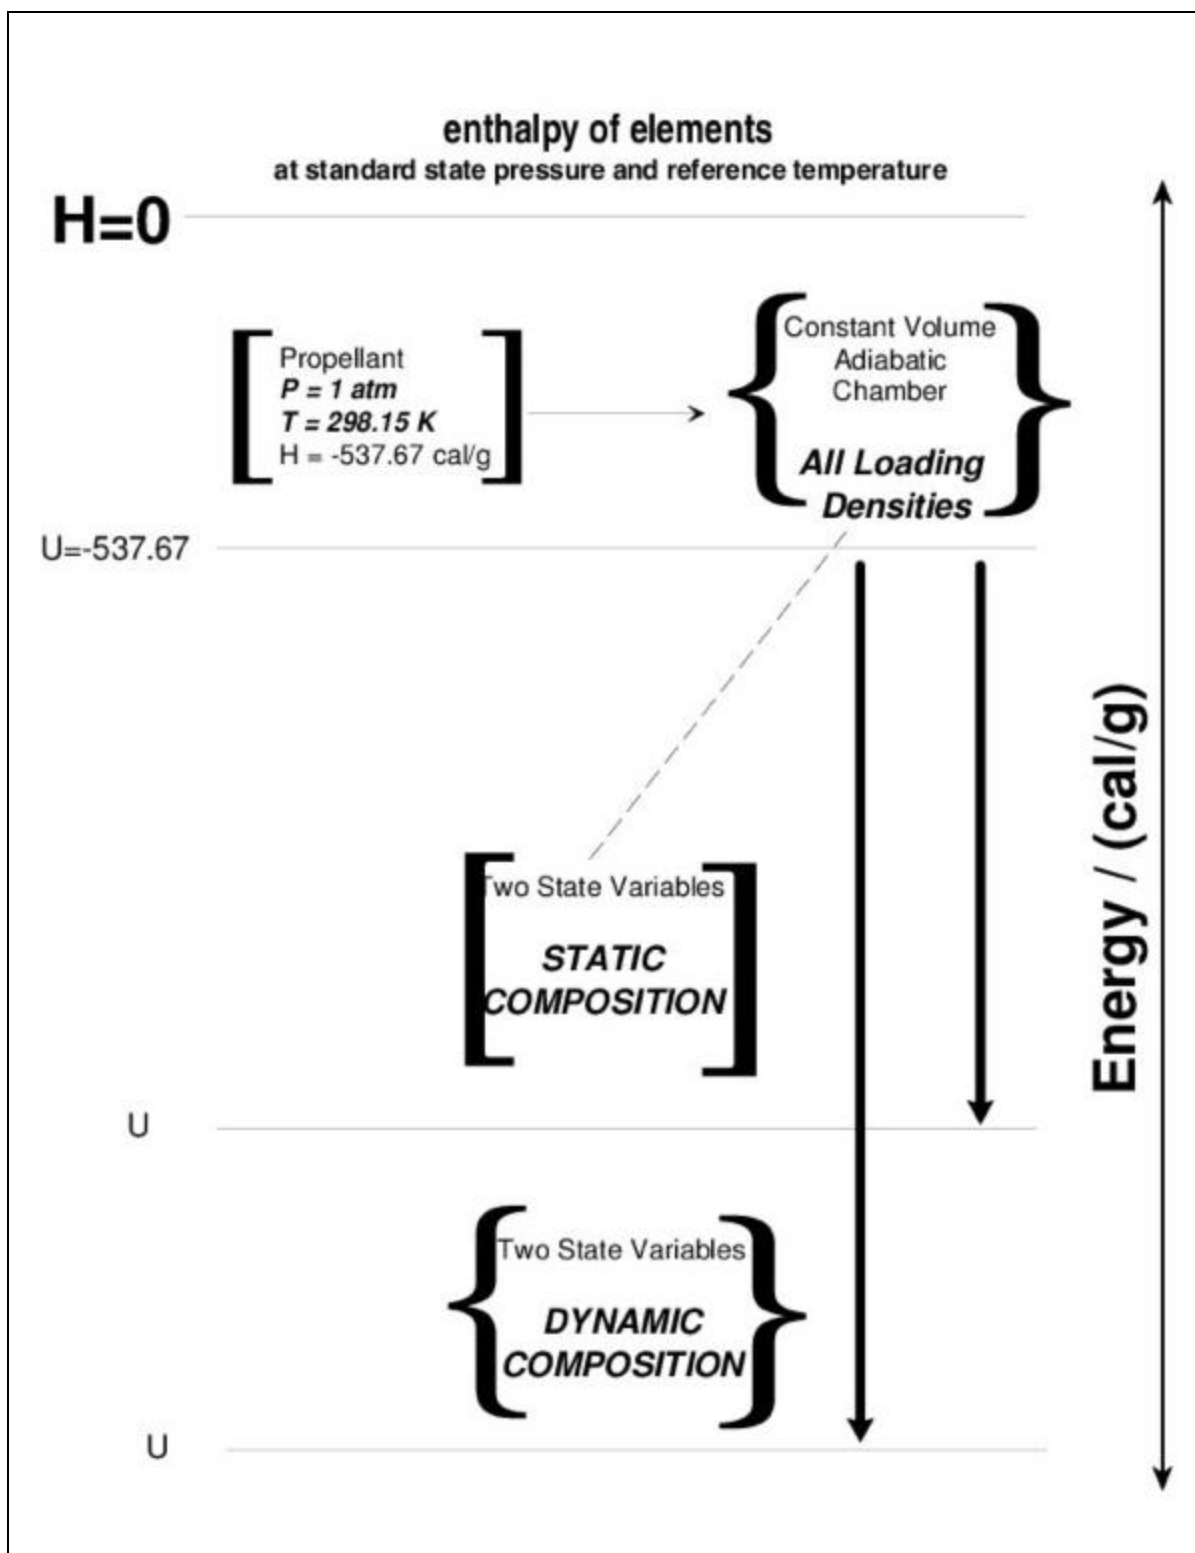 enthalpy of elements
at standard state pressure and reference temperature
H=0
Propellant
P = 1 atm
T = 298.15 K
H = -537.67 cal/g
Constant Volume
Adiabatic
Chamber
All Loading
Densities
U=-537.67
Two State Variables
STATIC
COMPOSITION
U
Two State Variables
DYNAMIC
COMPOSITION
U
Energy / (cal/g)